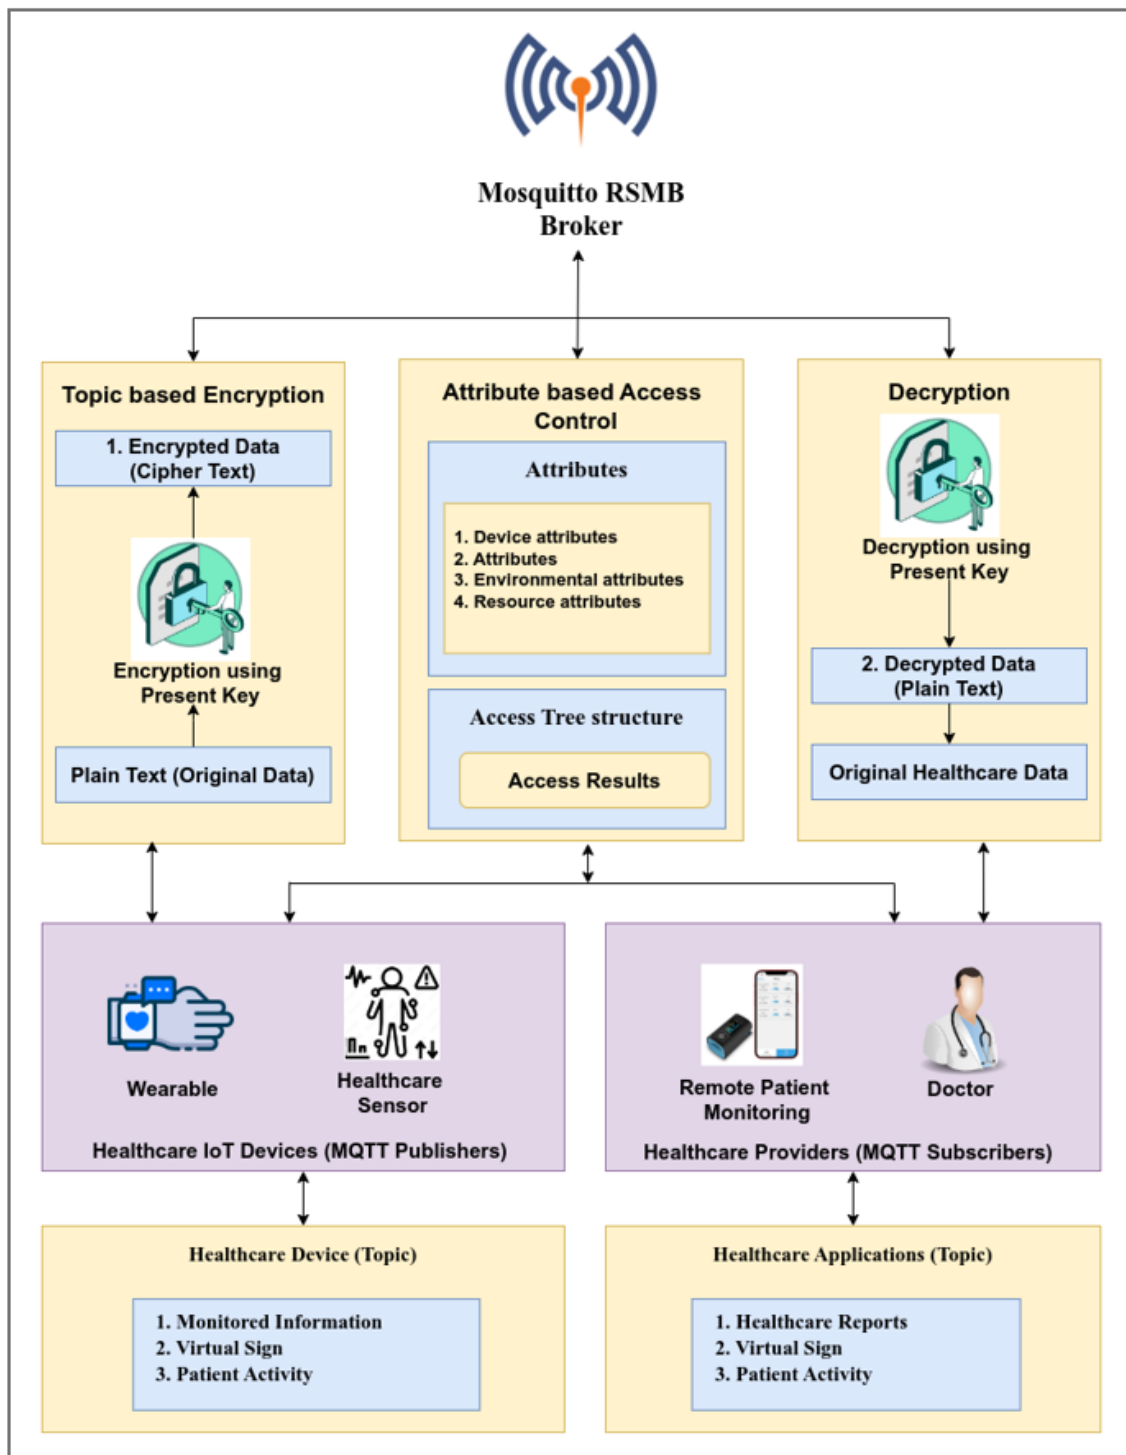 Mosquitto RSMB
Broker
Topic based Encryption
1. Encrypted Data
(Cipher Text)
Encryption using
Present Key
Plain Text (Original Data)
Attribute based Access
Control
Attributes
1. Device attributes
2. Attributes
3. Environmental attributes
4. Resource attributes
Access Tree structure
Access Results
Decryption
Decryption using
Present Key
2. Decrypted Data
(Plain Text)
Original Healthcare Data
Wearable
Healthcare
Sensor
Healthcare IoT Devices (MQTT Publishers)
Remote Patient
Monitoring
Doctor
Healthcare Providers (MQTT Subscribers)
Healthcare Device (Topic)
1. Monitored Information
2. Virtual Sign
3. Patient Activity
Healthcare Applications (Topic)
1. Healthcare Reports
2. Virtual Sign
3. Patient Activity